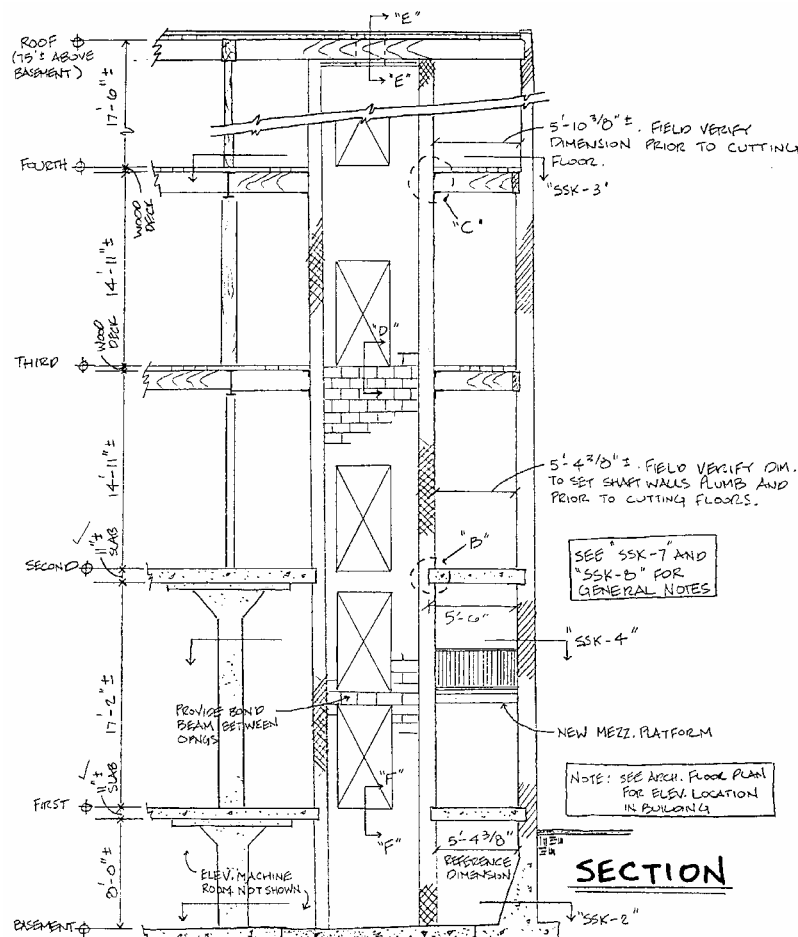 "E"
ROOF
(75'± ABOVE
BASEMENT)
"E"
17'-6"±
5'-10 3/8" ±. FIELD VERIFY
DIMENSION PRIOR TO CUTTING
FLOOR.
FOURTH
"SSK-3"
WOOD
DECK
"C"
14'-11"±
WOOD
DECK
"D"
THIRD
14'-11"±
5'-4 3/8" ±. FIELD VERIFY DIM.
TO SET SHAFT WALLS PLUMB AND
PRIOR TO CUTTING FLOORS.
11"±
SLAB
"B"
SECOND
SEE "SSK-7" AND
"SSK-8" FOR
GENERAL NOTES
5'-6"
"SSK-4"
17'-2"±
PROVIDE BOND
BEAM BETWEEN
OPNGS
NEW MEZZ. PLATFORM
11"±
SLAB
"F"
NOTE: SEE ARCH. FLOOR PLAN
FOR ELEV. LOCATION
IN BUILDING
FIRST
"F"
5'-4 3/8"
REFERENCE
DIMENSION
8'-0"±
ELEV. MACHINE
ROOM NOT SHOWN
SECTION
BASEMENT
"SSK-2"